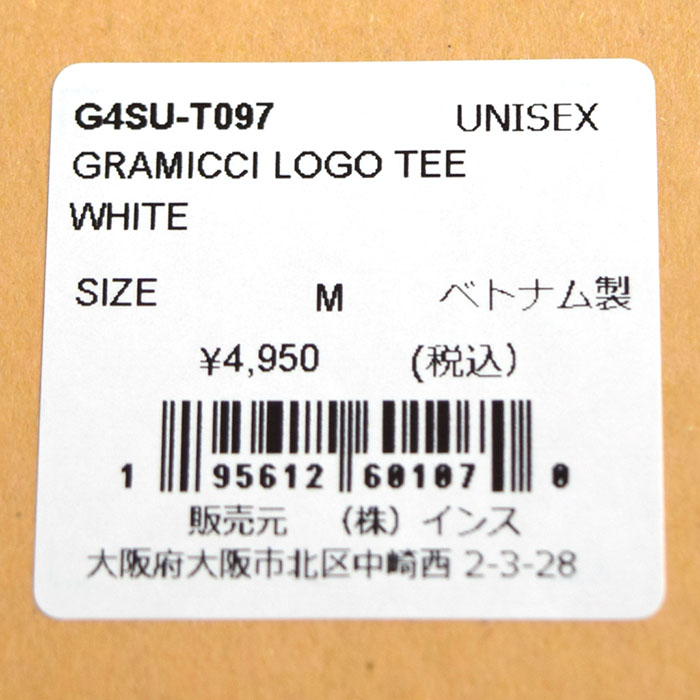 G4SU-T097 UNISEX
GRAMICCI LOGO TEE
WHITE
SIZE M ベトナム製
¥4,950 (税込)
1 95612 60107 0
販売元 (株)インス
大阪府大阪市北区中崎西 2-3-28